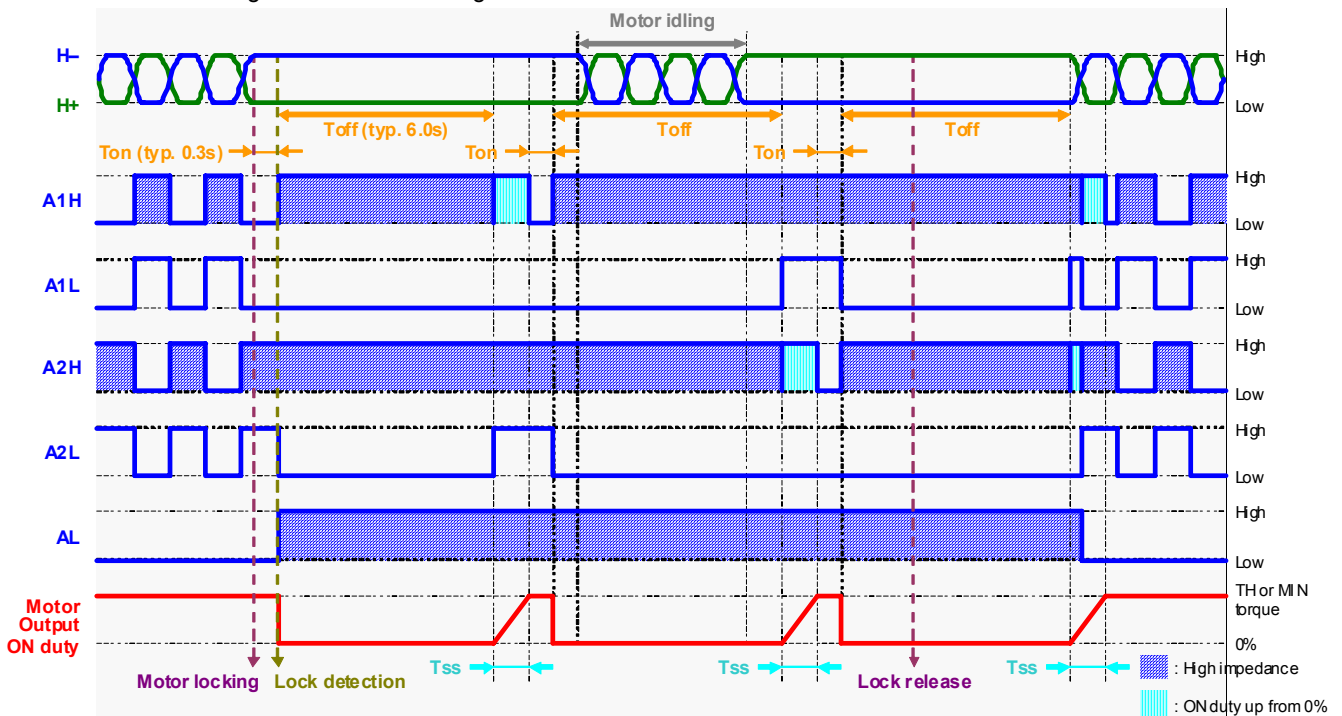 Motor idling
H–
High
H+
Low
Toff (typ. 6.0s)
Toff
Toff
Ton (typ. 0.3s)
Ton
Ton
High
A1H
Low
High
A1L
Low
High
A2H
Low
High
A2L
Low
High
AL
Low
TH or MIN
torque
Motor
Output
ON duty
0%
Tss
Tss
Tss
Motor locking
Lock detection
Lock release
: High impedance
: ON duty up from 0%